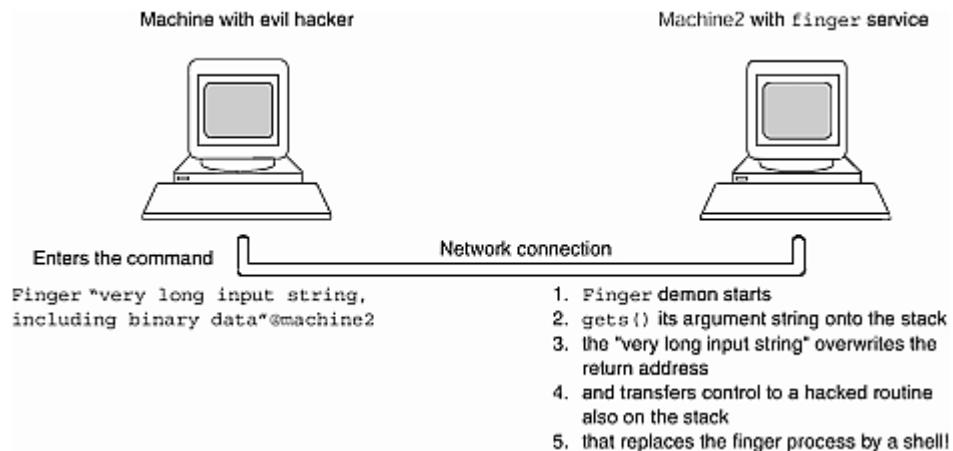 Machine with evil hacker
Machine2 with finger service
Network connection
Enters the command
Finger "very long input string,
including binary data"@machine2
1. Finger demon starts
2. gets() its argument string onto the stack
3. the "very long input string" overwrites the
return address
4. and transfers control to a hacked routine
also on the stack
5. that replaces the finger process by a shell!